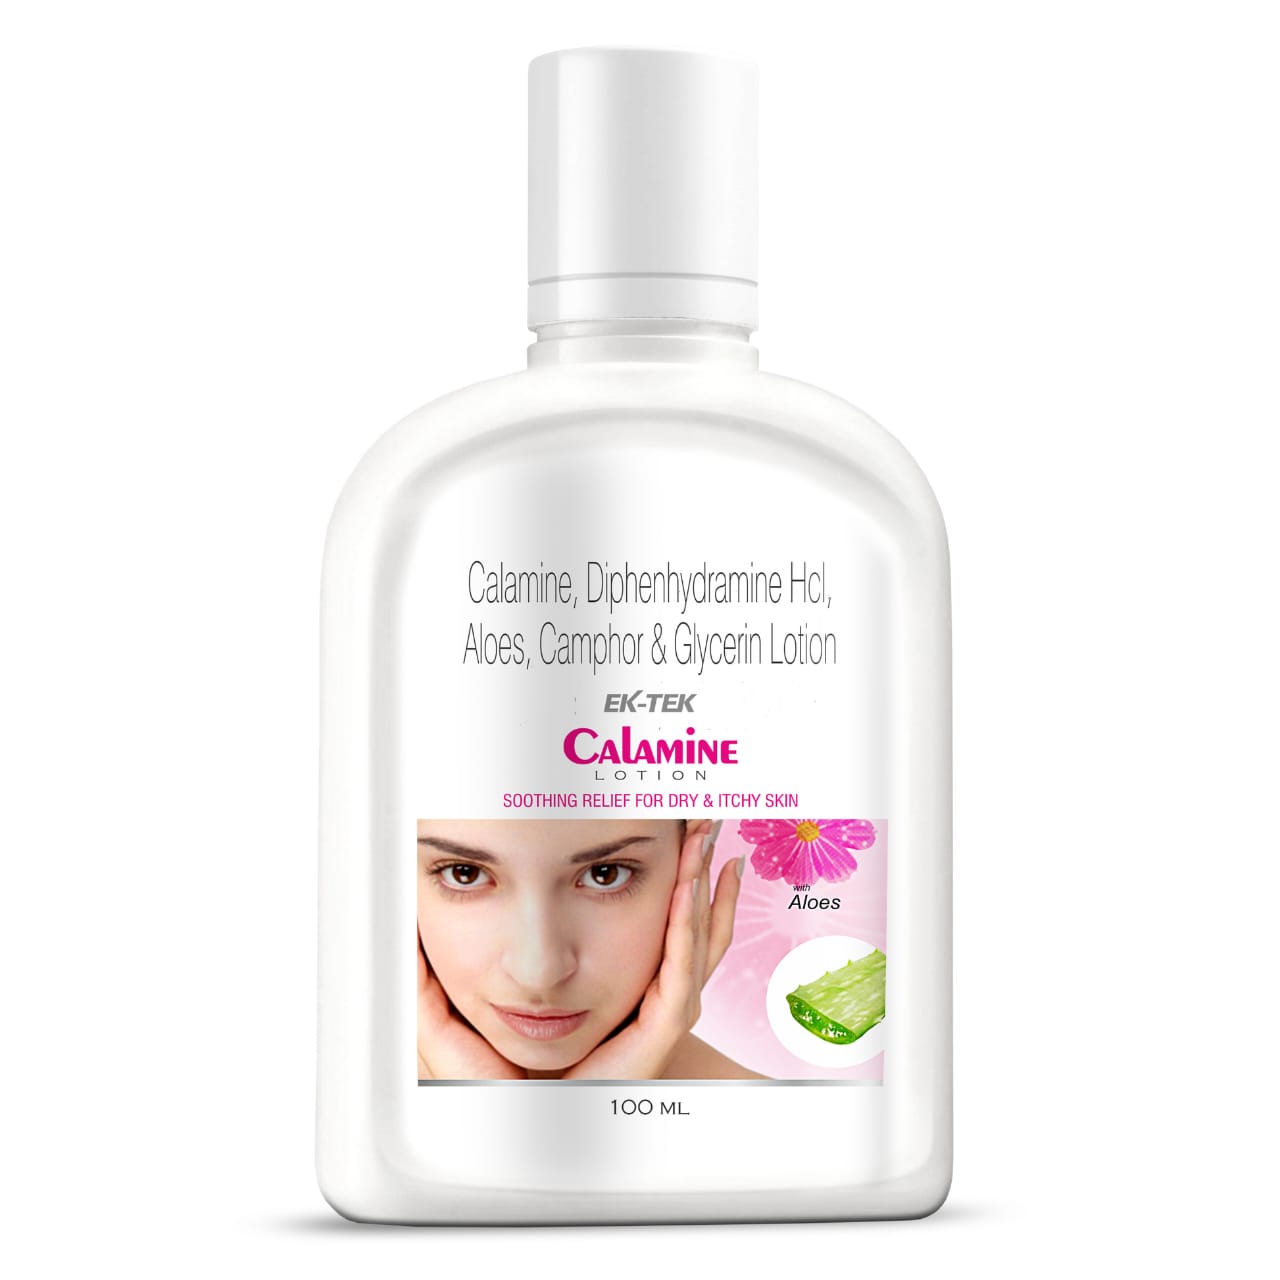 Calamine, Diphenhydramine Hcl,
Aloes, Camphor & Glycerin Lotion
EK-TEK
CALAMINE
LOTION
SOOTHING RELIEF FOR DRY & ITCHY SKIN
with
Aloes
100 ML